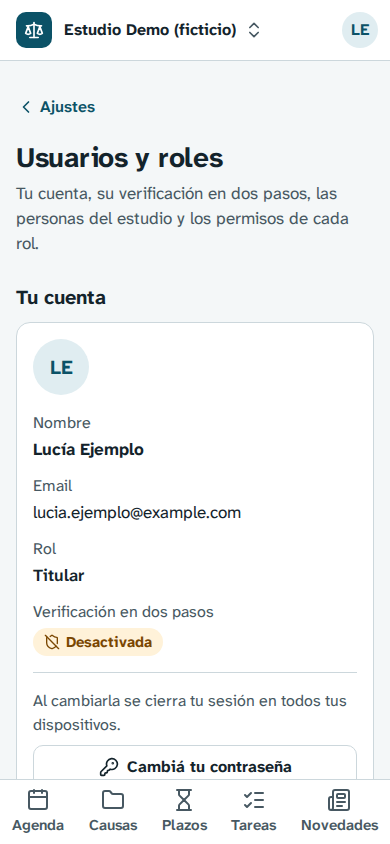 Estudio Demo (ficticio)
LE
Ajustes
Usuarios y roles
Tu cuenta, su verificación en dos pasos, las
personas del estudio y los permisos de cada
rol.
Tu cuenta
LE
Nombre
Lucía Ejemplo
Email
lucia.ejemplo@example.com
Rol
Titular
Verificación en dos pasos
Desactivada
Al cambiarla se cierra tu sesión en todos tus
dispositivos.
Cambiá tu contraseña
Agenda Causas Plazos Tareas Novedades